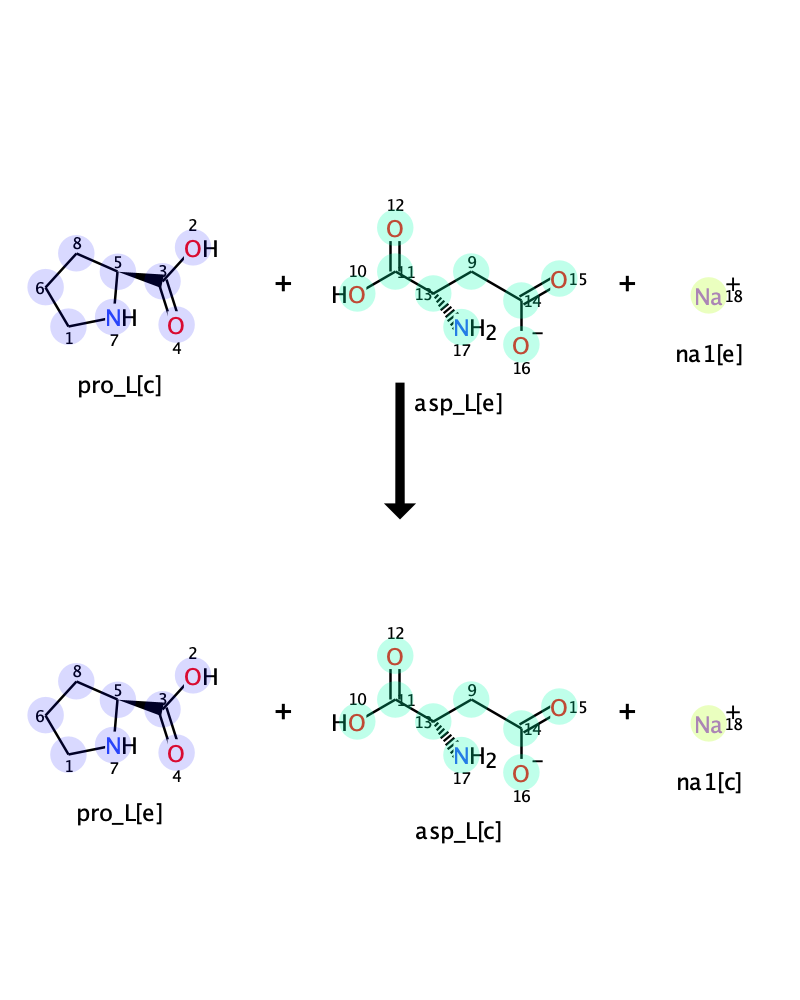 12
2
8 5 3 OH + O 10 11 9 O 15 + Na + 18
6 HO 13 14
NH O NH2 O −
1 7 4 17 16
pro_L[c] asp_L[e] na1[e]
12
2
8 5 3 OH + O 10 11 9 O 15 + Na + 18
6 HO 13 14
NH O NH2 O −
1 7 4 17 16
pro_L[e] asp_L[c] na1[c]